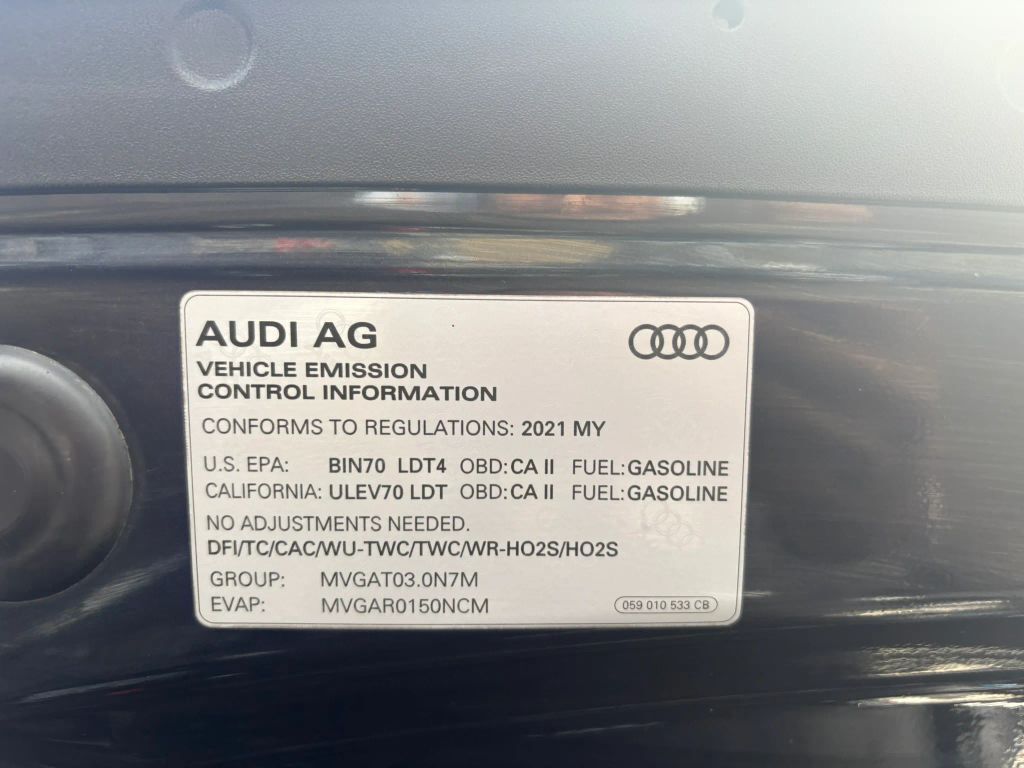 AUDI AG
VEHICLE EMISSION
CONTROL INFORMATION
CONFORMS TO REGULATIONS: 2021 MY
U.S. EPA: BIN70 LDT4 OBD: CA II FUEL: GASOLINE
CALIFORNIA: ULEV70 LDT OBD: CA II FUEL: GASOLINE
NO ADJUSTMENTS NEEDED.
DFI/TC/CAC/WU-TWC/TWC/WR-HO2S/HO2S
GROUP: MVGAT03.0N7M
EVAP: MVGAR0150NCM
059 010 533 CB